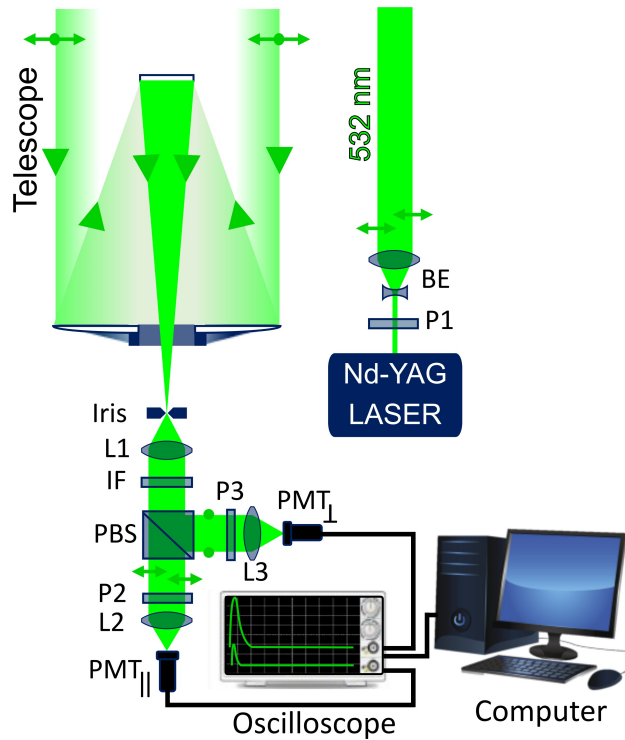 Telescope
532 nm
BE
P1
Nd-YAG
LASER
Iris
L1
IF
P3
PMT⊥
PBS
L3
P2
L2
PMT||
Oscilloscope
Computer